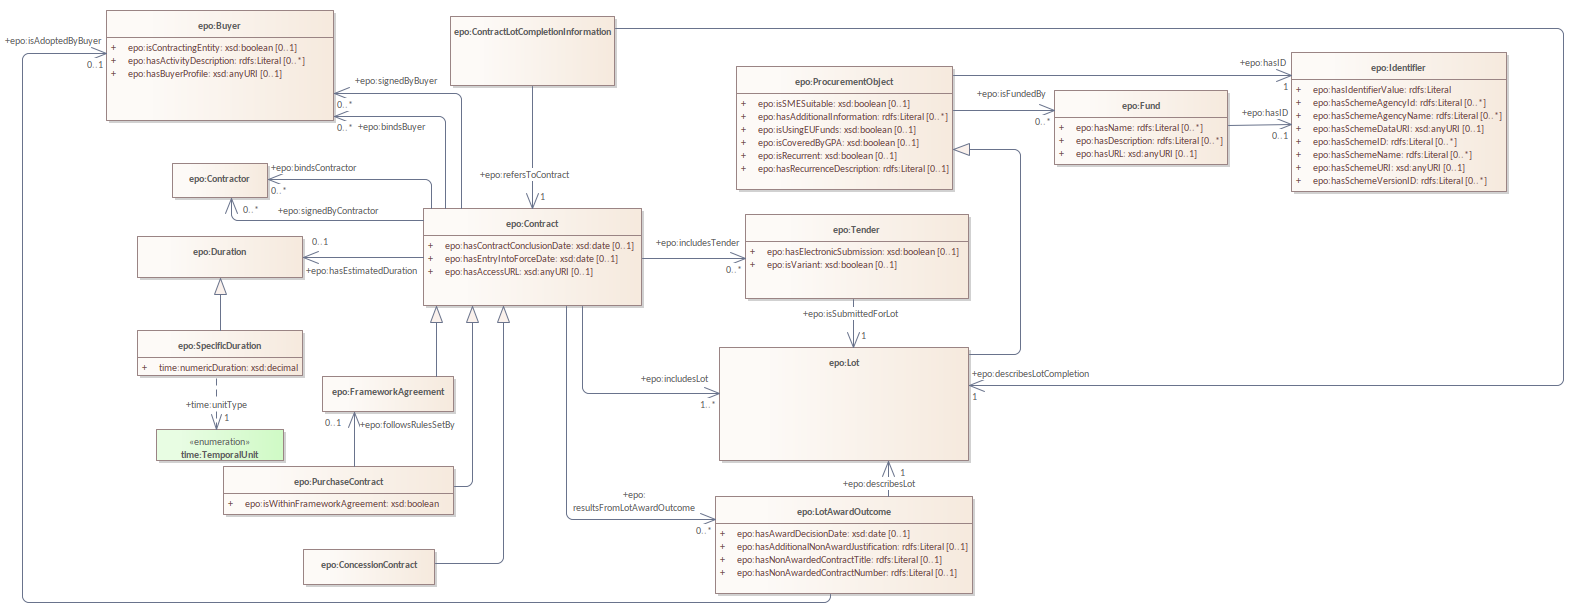 epo:Buyer
+ epo:isContractingEntity: xsd:boolean [0..1]
+ epo:hasActivityDescription: rdfs:Literal [0..*]
+ epo:hasBuyerProfile: xsd:anyURI [0..1]
+epo:isAdoptedByBuyer
0..1
epo:ContractLotCompletionInformation
+epo:signedByBuyer
0..*
0..*
+epo:bindsBuyer
epo:ProcurementObject
+ epo:isSMESuitable: xsd:boolean [0..1]
+ epo:hasAdditionalInformation: rdfs:Literal [0..*]
+ epo:isUsingEUFunds: xsd:boolean [0..1]
+ epo:isCoveredByGPA: xsd:boolean [0..1]
+ epo:isRecurrent: xsd:boolean [0..1]
+ epo:hasRecurrenceDescription: rdfs:Literal [0..1]
+epo:isFundedBy
0..*
epo:Fund
+ epo:hasName: rdfs:Literal [0..*]
+ epo:hasDescription: rdfs:Literal [0..*]
+ epo:hasURL: xsd:anyURI [0..1]
+epo:hasID
1
+epo:hasID
0..1
epo:Identifier
+ epo:hasIdentifierValue: rdfs:Literal
+ epo:hasSchemeAgencyId: rdfs:Literal [0..*]
+ epo:hasSchemeAgencyName: rdfs:Literal [0..*]
+ epo:hasSchemeDataURI: xsd:anyURI [0..1]
+ epo:hasSchemeID: rdfs:Literal [0..*]
+ epo:hasSchemeName: rdfs:Literal [0..*]
+ epo:hasSchemeURI: xsd:anyURI [0..1]
+ epo:hasSchemeVersionID: rdfs:Literal [0..*]
epo:Contractor
+epo:bindsContractor
0..*
0..*
+epo:signedByContractor
+epo:refersToContract
1
epo:Duration
0..1
+epo:hasEstimatedDuration
epo:Contract
+ epo:hasContractConclusionDate: xsd:date [0..1]
+ epo:hasEntryIntoForceDate: xsd:date [0..1]
+ epo:hasAccessURL: xsd:anyURI [0..1]
+epo:includesTender
0..*
epo:Tender
+ epo:hasElectronicSubmission: xsd:boolean [0..1]
+ epo:isVariant: xsd:boolean [0..1]
+epo:isSubmittedForLot
1
epo:SpecificDuration
+ time:numericDuration: xsd:decimal
+time:unitType
1
«enumeration»
time:TemporalUnit
epo:FrameworkAgreement
0..1
+epo:followsRulesSetBy
epo:Lot
+epo:includesLot
1..*
+epo:describesLotCompletion
1
epo:PurchaseContract
+ epo:isWithinFrameworkAgreement: xsd:boolean
1
+epo:describesLot
+epo:
resultsFromLotAwardOutcome
0..*
epo:LotAwardOutcome
+ epo:hasAwardDecisionDate: xsd:date [0..1]
+ epo:hasAdditionalNonAwardJustification: rdfs:Literal [0..1]
+ epo:hasNonAwardedContractTitle: rdfs:Literal [0..1]
+ epo:hasNonAwardedContractNumber: rdfs:Literal [0..1]
epo:ConcessionContract